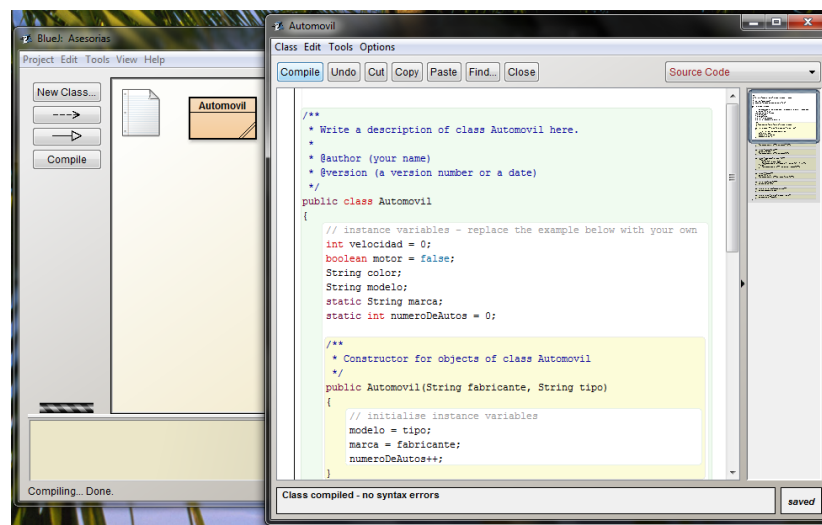 BlueJ: Asesorias
Project Edit Tools View Help
New Class...
--->
Compile
Automovil
Compiling... Done.
Automovil
Class Edit Tools Options
Compile Undo Cut Copy Paste Find... Close Source Code
/**
* Write a description of class Automovil here.
*
* @author (your name)
* @version (a version number or a date)
*/
public class Automovil
{
// instance variables - replace the example below with your own
int velocidad = 0;
boolean motor = false;
String color;
String modelo;
static String marca;
static int numeroDeAutos = 0;
/**
* Constructor for objects of class Automovil
*/
public Automovil(String fabricante, String tipo)
{
// initialise instance variables
modelo = tipo;
marca = fabricante;
numeroDeAutos++;
}
Class compiled - no syntax errors
saved